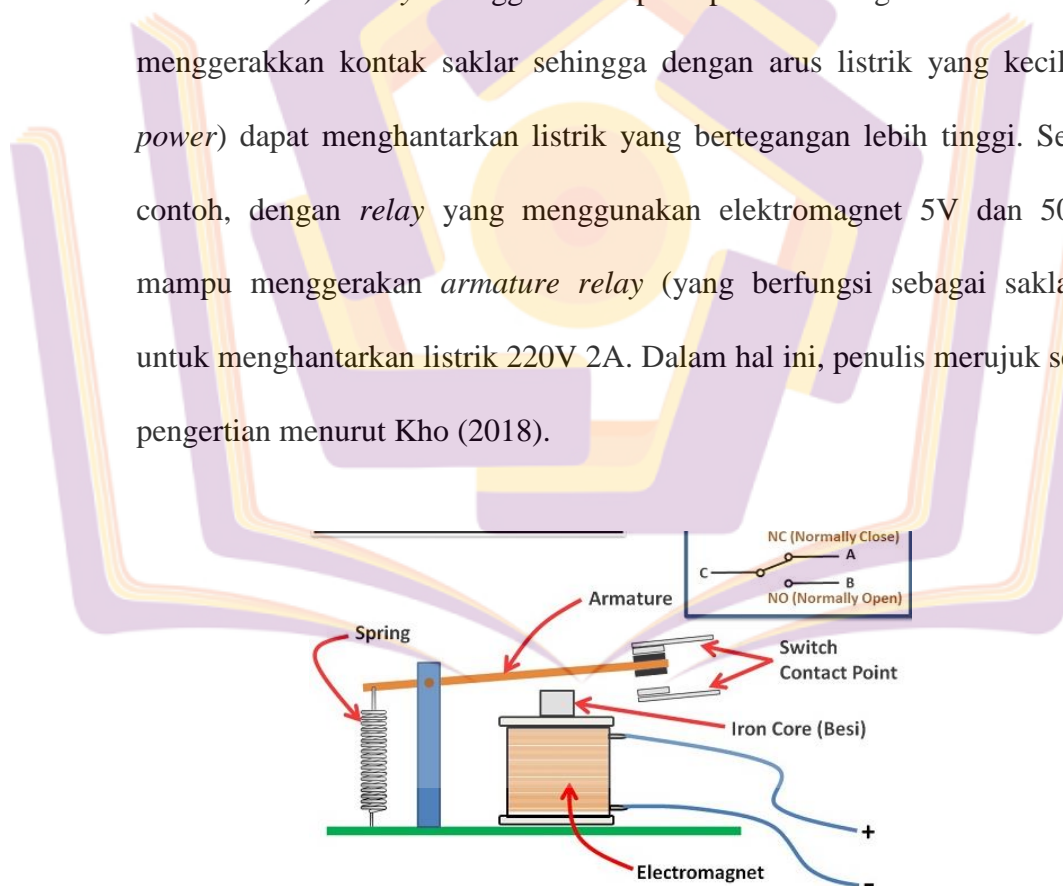 menggerakkan kontak saklar sehingga dengan arus listrik yang kecil
power) dapat menghantarkan listrik yang bertegangan lebih tinggi. Se
contoh, dengan relay yang menggunakan elektromagnet 5V dan 50
mampu menggerakan armature relay (yang berfungsi sebagai sakla
untuk menghantarkan listrik 220V 2A. Dalam hal ini, penulis merujuk se
pengertian menurut Kho (2018).
NC (Normally Close)
A
C
B
NO (Normally Open)
Armature
Spring
Switch
Contact Point
Iron Core (Besi)
+
Electromagnet
-